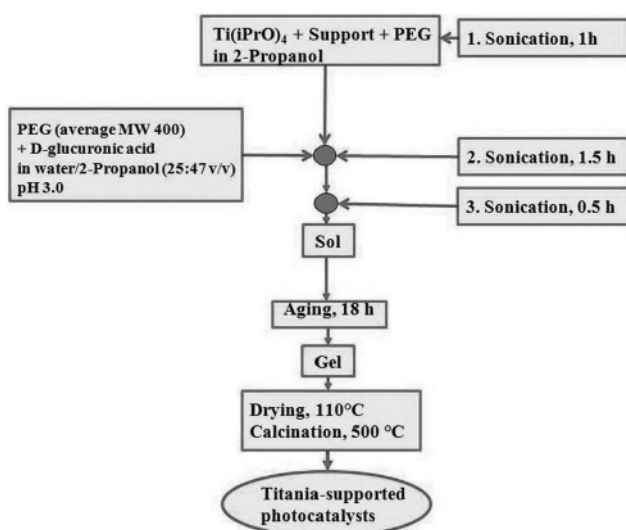 Ti(iPrO)₄ + Support + PEG
in 2-Propanol
1. Sonication, 1h
PEG (average MW 400)
+ D-glucuronic acid
in water/2-Propanol (25:47 v/v)
pH 3.0
2. Sonication, 1.5 h
3. Sonication, 0.5 h
Sol
Aging, 18 h
Gel
Drying, 110°C
Calcination, 500 °C
Titania-supported
photocatalysts